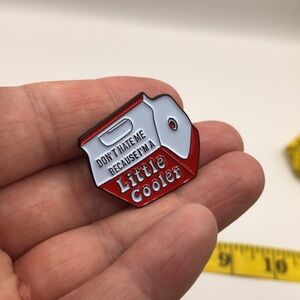 DON'T HATE ME
BECAUSE I'M A
Little
Cooler
9 10